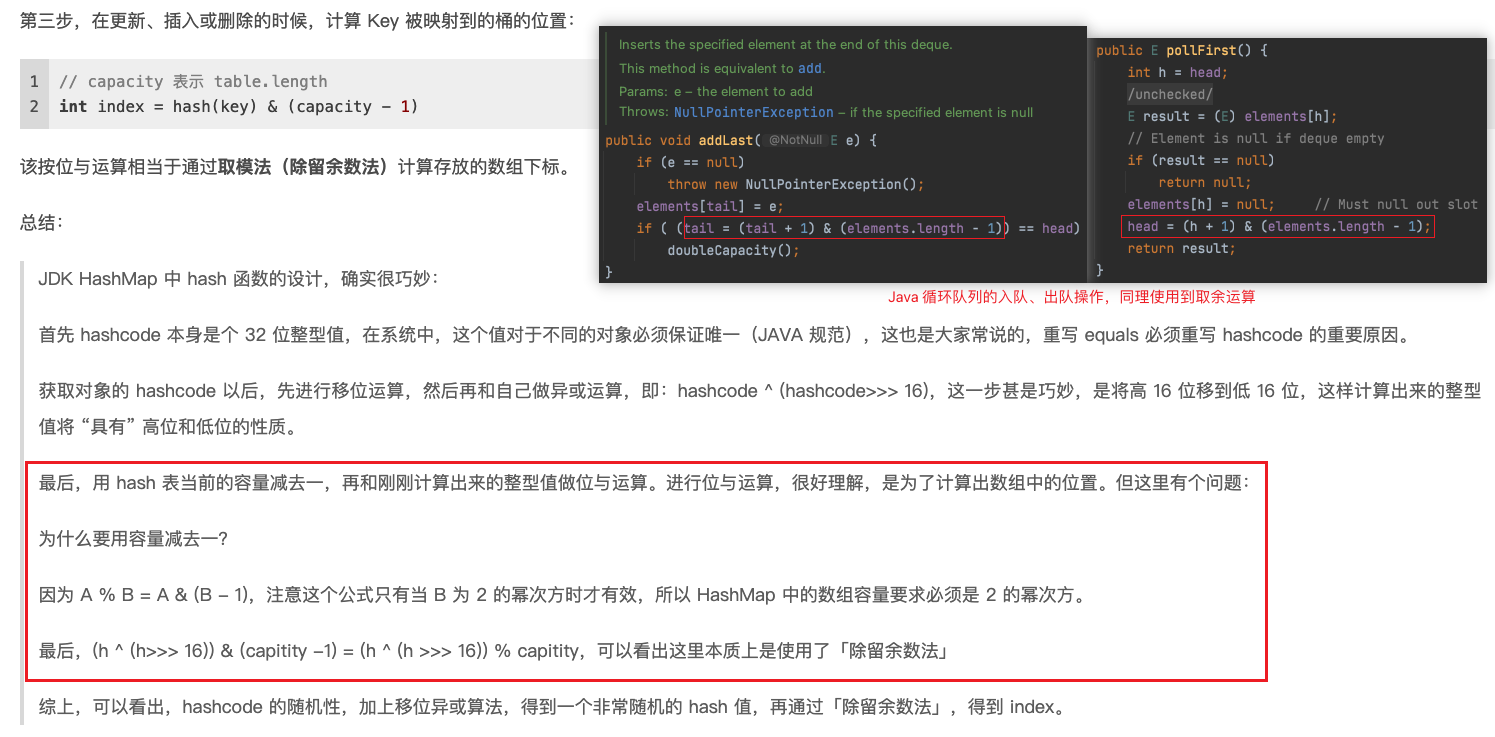 第三步，在更新、插入或删除的时候，计算 Key 被映射到的桶的位置：
1 // capacity 表示 table.length
2 int index = hash(key) & (capacity - 1)
该按位与运算相当于通过取模法（除留余数法）计算存放的数组下标。
总结：
Inserts the specified element at the end of this deque.
This method is equivalent to add.
Params: e – the element to add
Throws: NullPointerException – if the specified element is null
public void addLast( @NotNull E e) {
if (e == null)
throw new NullPointerException();
elements[tail] = e;
if ( (tail = (tail + 1) & (elements.length - 1)) == head)
doubleCapacity();
}
public E pollFirst() {
int h = head;
/unchecked/
E result = (E) elements[h];
// Element is null if deque empty
if (result == null)
return null;
elements[h] = null; // Must null out slot
head = (h + 1) & (elements.length - 1);
return result;
}
Java 循环队列的入队、出队操作，同理使用到取余运算
JDK HashMap 中 hash 函数的设计，确实很巧妙：
首先 hashcode 本身是个 32 位整型值，在系统中，这个值对于不同的对象必须保证唯一（JAVA 规范），这也是大家常说的，重写 equals 必须重写 hashcode 的重要原因。
获取对象的 hashcode 以后，先进行移位运算，然后再和自己做异或运算，即：hashcode ^ (hashcode>>> 16)，这一步甚是巧妙，是将高 16 位移到低 16 位，这样计算出来的整型
值将 “具有” 高位和低位的性质。
最后，用 hash 表当前的容量减去一，再和刚刚计算出来的整型值做位与运算。进行位与运算，很好理解，是为了计算出数组中的位置。但这里有个问题：
为什么要用容量减去一？
因为 A % B = A & (B - 1)，注意这个公式只有当 B 为 2 的幂次方时才有效，所以 HashMap 中的数组容量要求必须是 2 的幂次方。
最后，(h ^ (h>>> 16)) & (capitity -1) = (h ^ (h >>> 16)) % capitity，可以看出这里本质上是使用了「除留余数法」
综上，可以看出，hashcode 的随机性，加上移位异或算法，得到一个非常随机的 hash 值，再通过「除留余数法」，得到 index。